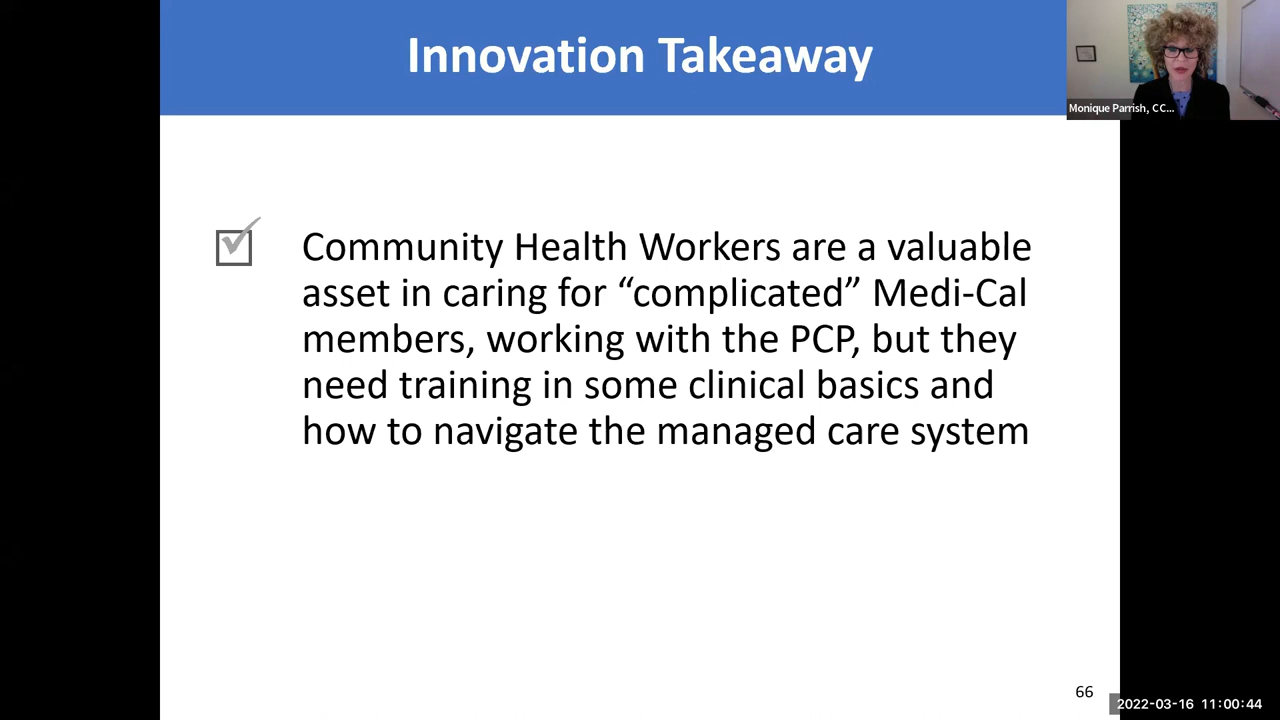 Innovation Takeaway
Monique Parrish, CC...
Community Health Workers are a valuable
asset in caring for “complicated” Medi-Cal
members, working with the PCP, but they
need training in some clinical basics and
how to navigate the managed care system
66
2022-03-16 11:00:44